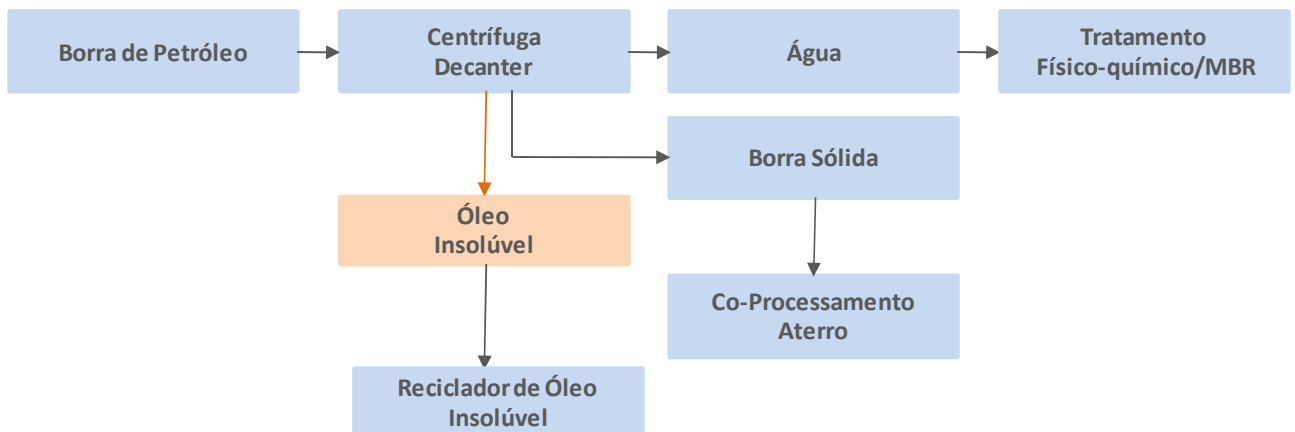 Borra de Petróleo
Centrífuga
Decanter
Água
Tratamento
Físico-químico/MBR
Borra Sólida
Óleo
Insolúvel
Co-Processamento
Aterro
Reciclador de Óleo
Insolúvel